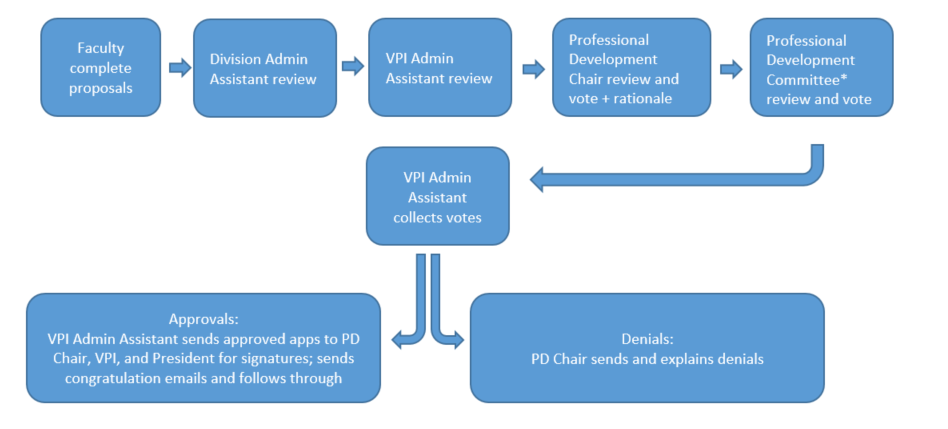 Faculty
complete
proposals
Division Admin
Assistant review
VPI Admin
Assistant review
Professional
Development
Chair review and
vote + rationale
Professional
Development
Committee*
review and vote
VPI Admin
Assistant
collects votes
Approvals:
VPI Admin Assistant sends approved apps to PD
Chair, VPI, and President for signatures; sends
congratulation emails and follows through
Denials:
PD Chair sends and explains denials